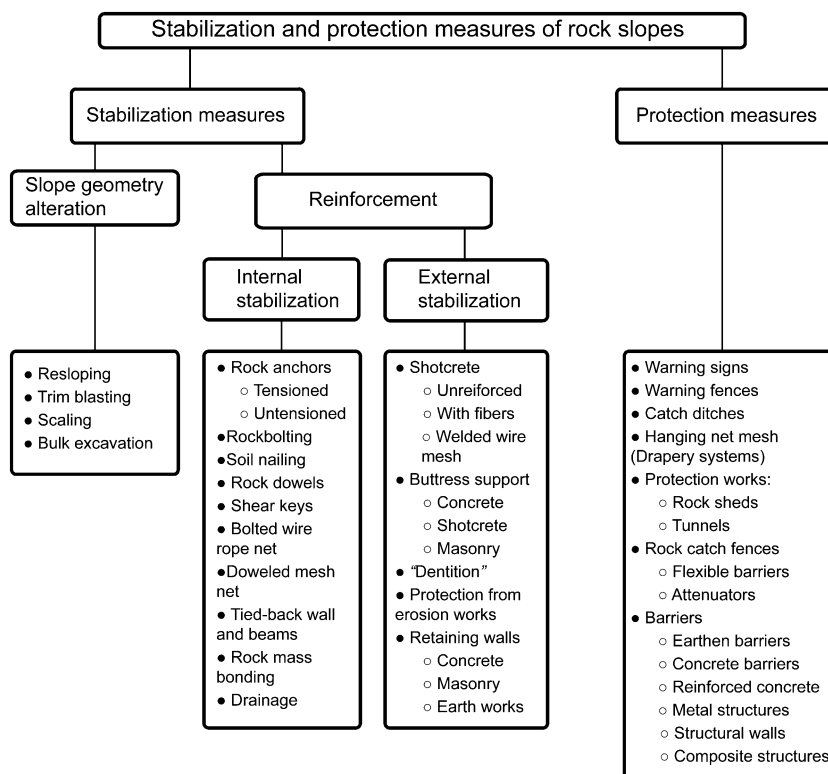 Stabilization and protection measures of rock slopes
Stabilization measures
Protection measures
Slope geometry
alteration
Reinforcement
Internal
stabilization
External
stabilization
● Resloping
● Trim blasting
● Scaling
● Bulk excavation
● Rock anchors
○ Tensioned
○ Untensioned
●Rockbolting
●Soil nailing
● Rock dowels
● Shear keys
● Bolted wire
rope net
●Doweled mesh
net
● Tied-back wall
and beams
● Rock mass
bonding
● Drainage
● Shotcrete
○ Unreiforced
○ With fibers
○ Welded wire
mesh
● Buttress support
○ Concrete
○ Shotcrete
○ Masonry
● “Dentition”
● Protection from
erosion works
● Retaining walls
○ Concrete
○ Masonry
○ Earth works
● Warning signs
● Warning fences
● Catch ditches
● Hanging net mesh
(Drapery systems)
● Protection works:
○ Rock sheds
○ Tunnels
● Rock catch fences
○ Flexible barriers
○ Attenuators
● Barriers
○ Earthen barriers
○ Concrete barriers
○ Reinforced concrete
○ Metal structures
○ Structural walls
○ Composite structures